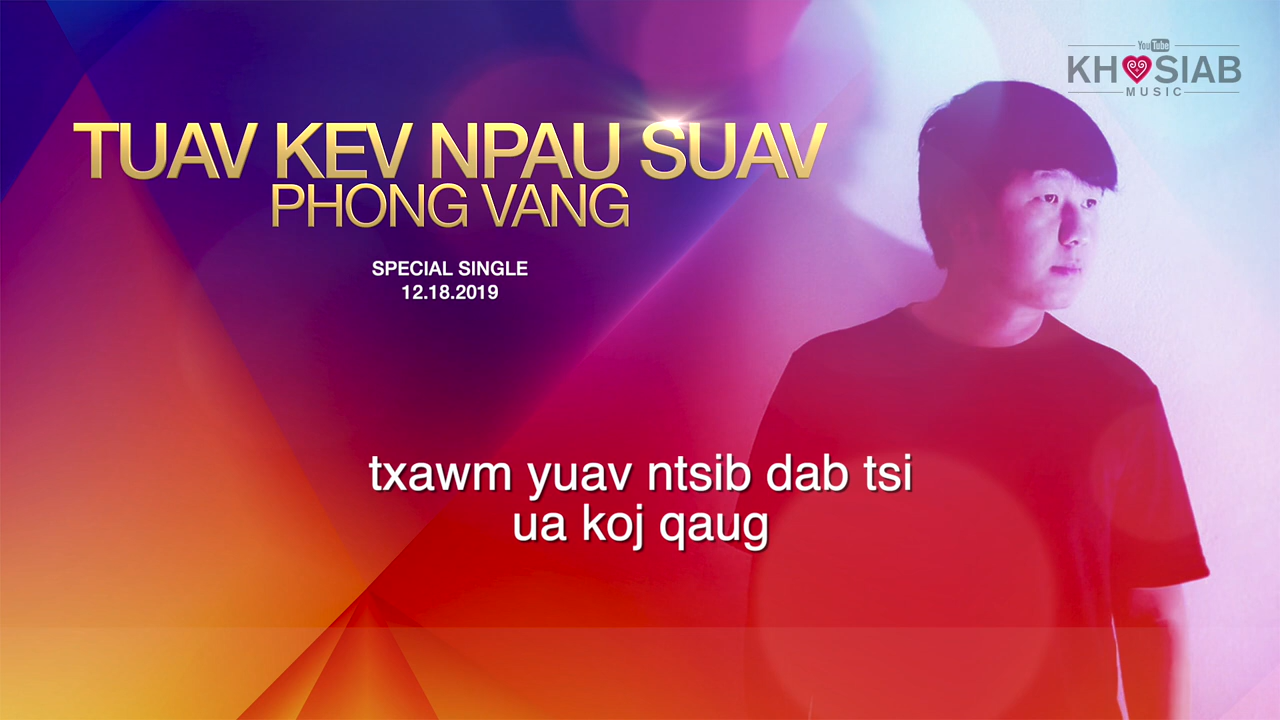 YouTube
KHOSIAB
MUSIC
TUAV KEV NPAU SUAV
PHONG VANG
SPECIAL SINGLE
12.18.2019
txawm yuav ntsib dab tsi
ua koj qaug